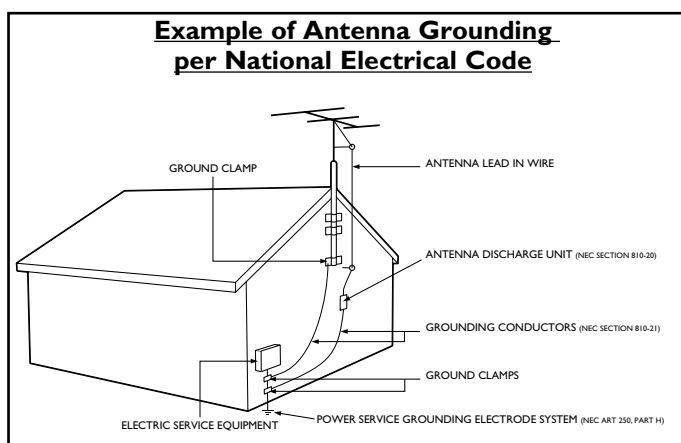 Example of Antenna Grounding
per National Electrical Code
GROUND CLAMP
ANTENNA LEAD IN WIRE
ANTENNA DISCHARGE UNIT (NEC SECTION 810-20)
GROUNDING CONDUCTORS (NEC SECTION 810-21)
GROUND CLAMPS
POWER SERVICE GROUNDING ELECTRODE SYSTEM (NEC ART 250, PART H)
ELECTRIC SERVICE EQUIPMENT